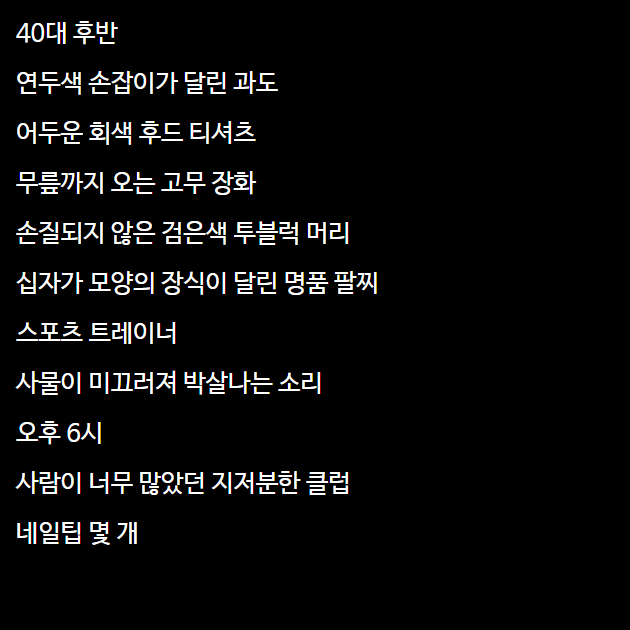 40대 후반
연두색 손잡이가 달린 과도
어두운 회색 후드 티셔츠
무릎까지 오는 고무 장화
손질되지 않은 검은색 투블럭 머리
십자가 모양의 장식이 달린 명품 팔찌
스포츠 트레이너
사물이 미끄러져 박살나는 소리
오후 6시
사람이 너무 많았던 지저분한 클럽
네일팁 몇 개